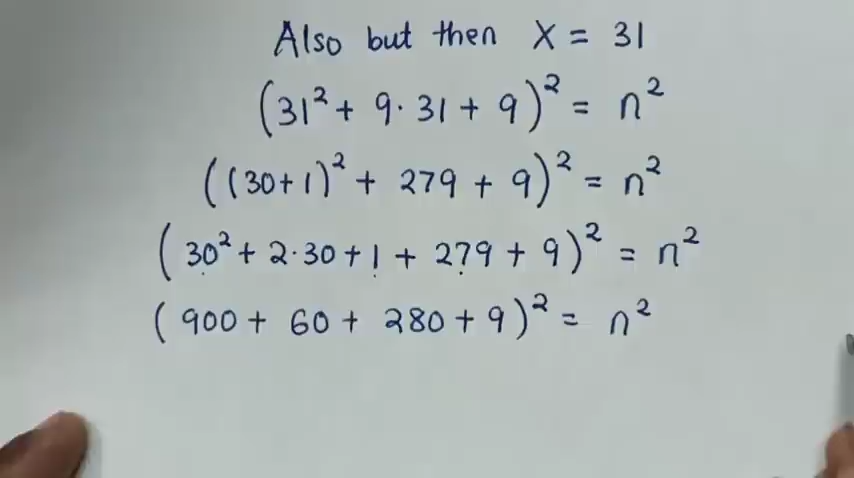 Also but then X = 31
(31² + 9·31 + 9)² = n²
((30+1)² + 279 + 9)² = n²
(30² + 2·30 + 1 + 279 + 9)² = n²
(900 + 60 + 280 + 9)² = n²